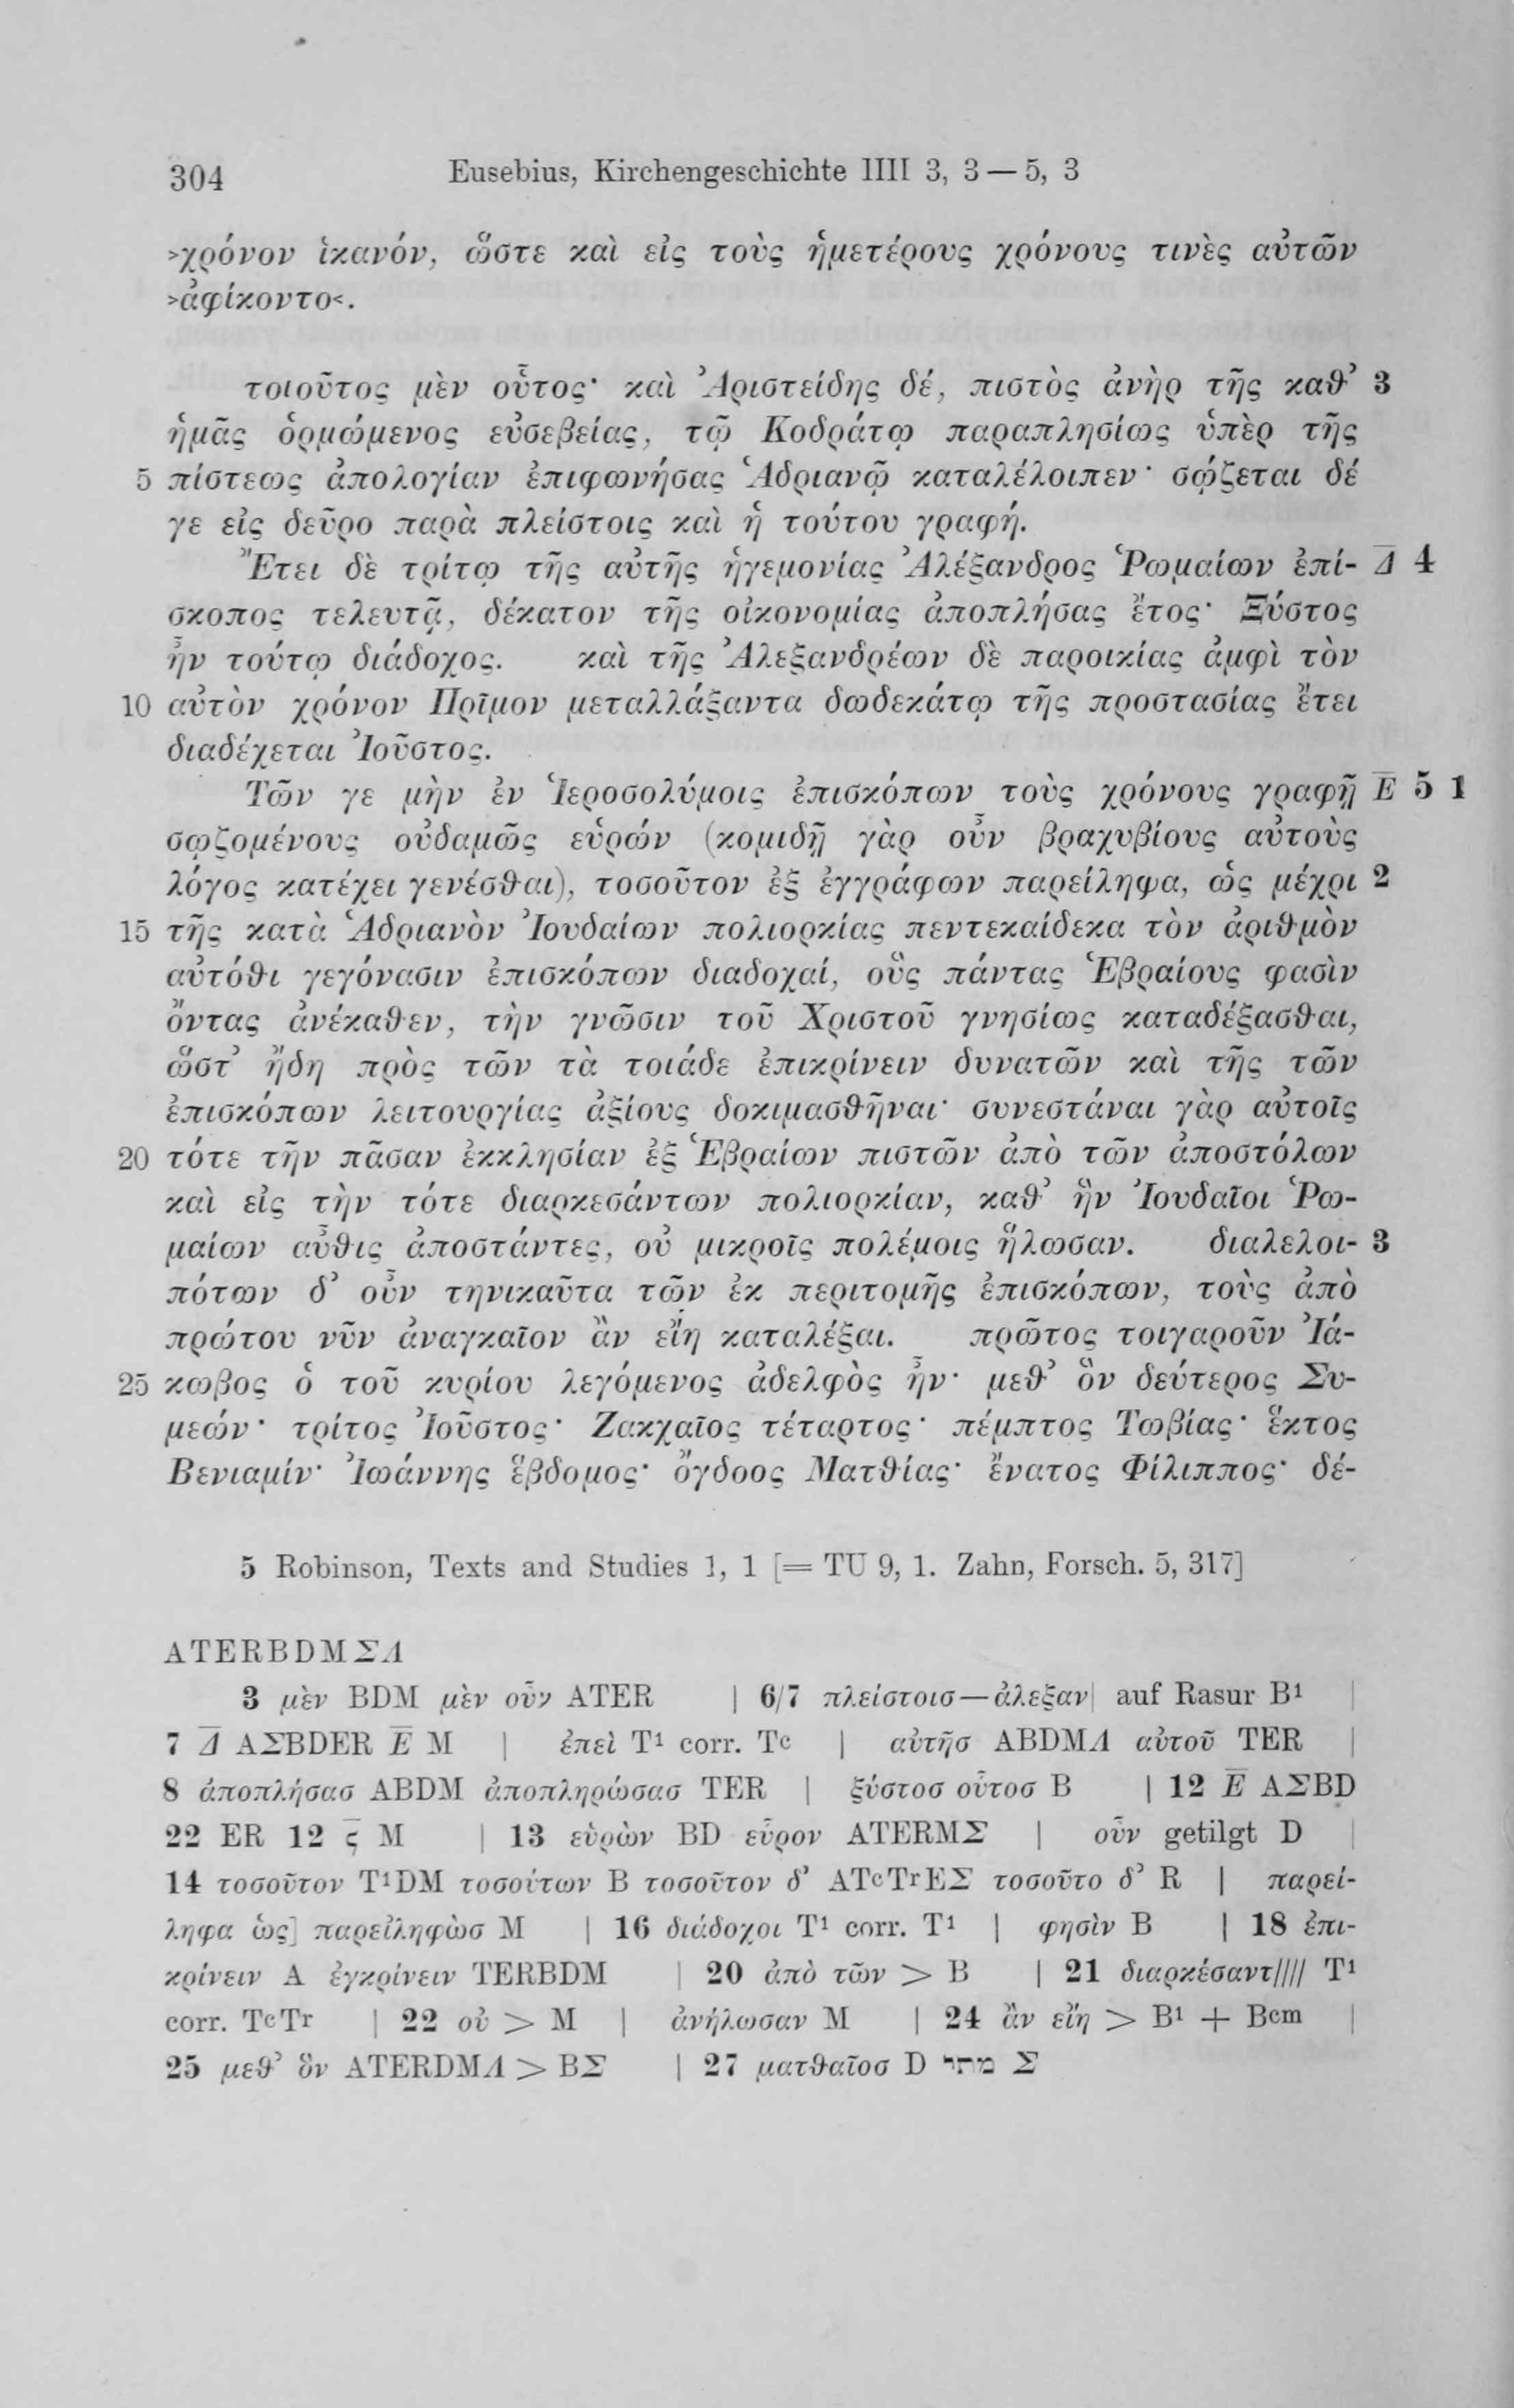 304 Eusebius, Kirchengeschichte IIII 3, 3 — 5, 3
>χρόνον ἱκανόν, ὥστε καὶ εἰς τοὺς ἡμετέρους χρόνους τινὲς αὐτῶν
>ἀφίκοντο<.
τοιοῦτος μὲν οὗτος· καὶ Ἀριστείδης δέ, πιστὸς ἀνὴρ τῆς καθ’ 3
ἡμᾶς ὁρμώμενος εὐσεβείας, τῷ Κοδράτῳ παραπλησίως ὑπὲρ τῆς
5 πίστεως ἀπολογίαν ἐπιφωνήσας Ἁδριανῷ καταλέλοιπεν· σῴζεται δέ
γε εἰς δεῦρο παρὰ πλείστοις καὶ ἡ τούτου γραφή.
Ἔτει δὲ τρίτῳ τῆς αὐτῆς ἡγεμονίας Ἀλέξανδρος Ῥωμαίων ἐπί- Δ̅ 4
σκοπος τελευτᾷ, δέκατον τῆς οἰκονομίας ἀποπλήσας ἔτος· Ξύστος
ἦν τούτῳ διάδοχος. καὶ τῆς Ἀλεξανδρέων δὲ παροικίας ἀμφὶ τὸν
10 αὐτὸν χρόνον Πρῖμον μεταλλάξαντα δωδεκάτῳ τῆς προστασίας ἔτει
διαδέχεται Ἰοῦστος.
Τῶν γε μὴν ἐν Ἱεροσολύμοις ἐπισκόπων τοὺς χρόνους γραφῇ Ε̅ 5 1
σῳζομένους οὐδαμῶς εὑρών (κομιδῇ γὰρ οὖν βραχυβίους αὐτοὺς
λόγος κατέχει γενέσθαι), τοσοῦτον ἐξ ἐγγράφων παρείληφα, ὡς μέχρι 2
15 τῆς κατὰ Ἁδριανὸν Ἰουδαίων πολιορκίας πεντεκαίδεκα τὸν ἀριθμὸν
αὐτόθι γεγόνασιν ἐπισκόπων διαδοχαί, οὓς πάντας Ἑβραίους φασὶν
ὄντας ἀνέκαθεν, τὴν γνῶσιν τοῦ Χριστοῦ γνησίως καταδέξασθαι,
ὥστ’ ἤδη πρὸς τῶν τὰ τοιάδε ἐπικρίνειν δυνατῶν καὶ τῆς τῶν
ἐπισκόπων λειτουργίας ἀξίους δοκιμασθῆναι· συνεστάναι γὰρ αὐτοῖς
20 τότε τὴν πᾶσαν ἐκκλησίαν ἐξ Ἑβραίων πιστῶν ἀπὸ τῶν ἀποστόλων
καὶ εἰς τὴν τότε διαρκεσάντων πολιορκίαν, καθ’ ἣν Ἰουδαῖοι Ῥω-
μαίων αὖθις ἀποστάντες, οὐ μικροῖς πολέμοις ἥλωσαν. διαλελοι- 3
πότων δ’ οὖν τηνικαῦτα τῶν ἐκ περιτομῆς ἐπισκόπων, τοὺς ἀπὸ
πρώτου νῦν ἀναγκαῖον ἂν εἴη καταλέξαι. πρῶτος τοιγαροῦν Ἰά-
25 κωβος ὁ τοῦ κυρίου λεγόμενος ἀδελφὸς ἦν· μεθ’ ὃν δεύτερος Συ-
μεών· τρίτος Ἰοῦστος· Ζακχαῖος τέταρτος· πέμπτος Τωβίας· ἕκτος
Βενιαμίν· Ἰωάννης ἕβδομος· ὄγδοος Ματθίας· ἔνατος Φίλιππος· δέ-
5 Robinson, Texts and Studies 1, 1 [= TU 9, 1. Zahn, Forsch. 5, 317]
ATERBDMΣΛ
3 μὲν BDM μὲν οὖν ATER | 6/7 πλείστοισ—ἀλεξαν| auf Rasur B¹ |
7 Δ̅ AΣBDER Ε̅ M | ἐπεὶ T¹ corr. Tᶜ | αὐτῆσ ABDMΛ αὐτοῦ TER |
8 ἀποπλήσασ ABDM ἀποπληρώσασ TER | ξύστοσ οὗτοσ B | 12 Ε̅ AΣBD
22 ER 12 ς̅ M | 13 εὑρὼν BD εὗρον ATERMΣ | οὖν getilgt D |
14 τοσοῦτον T¹DM τοσούτων B τοσοῦτον δ’ ATᶜTʳEΣ τοσοῦτο δ’ R | παρεί-
ληφα ὡς] παρειληφὼσ M | 16 διάδοχοι T¹ corr. T¹ | φησὶν B | 18 ἐπι-
κρίνειν A ἐγκρίνειν TERBDM | 20 ἀπὸ τῶν > B | 21 διαρκέσαντ//// T¹
corr. TᶜTʳ | 22 οὐ > M | ἀνήλωσαν M | 24 ἂν εἴη > B¹ + Bᶜᵐ |
25 μεθ’ ὃν ATERDMΛ > BΣ | 27 ματθαῖοσ D מתי Σ